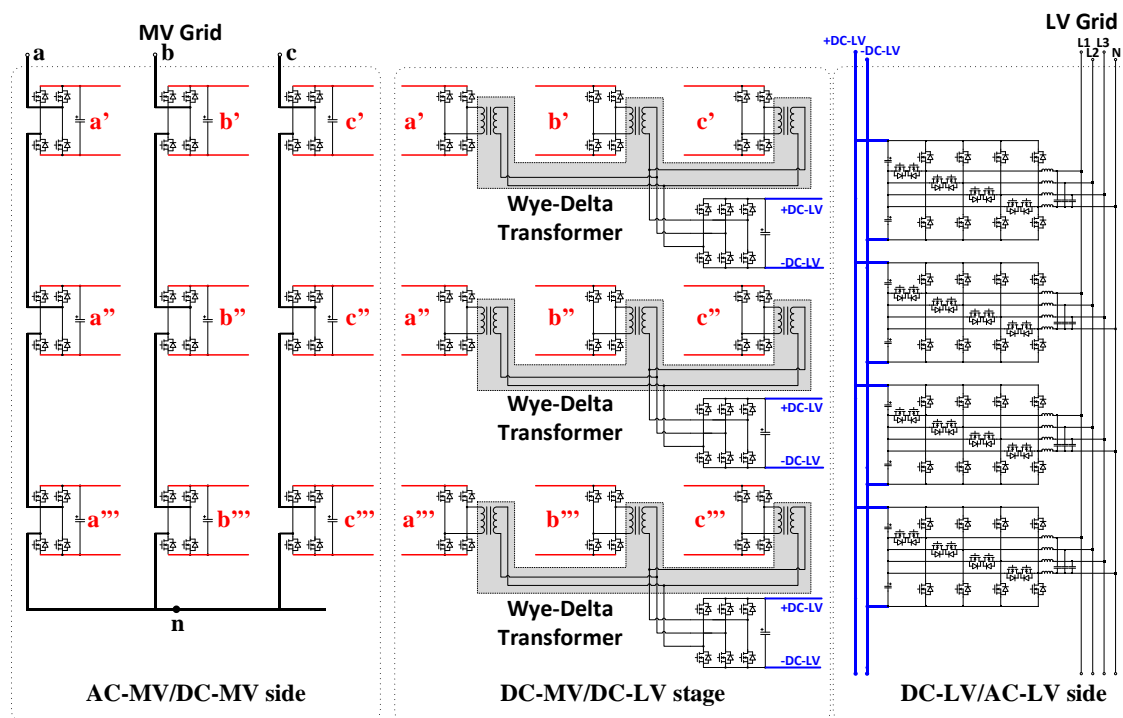 MV Grid
a b c
a' b' c'
a'' b'' c''
a''' b''' c'''
n
AC-MV/DC-MV side
a' b' c'
Wye-Delta
Transformer
+DC-LV
-DC-LV
a'' b'' c''
Wye-Delta
Transformer
+DC-LV
-DC-LV
a''' b''' c'''
Wye-Delta
Transformer
+DC-LV
-DC-LV
DC-MV/DC-LV stage
LV Grid
+DC-LV
-DC-LV
L1 L3
L2 N
DC-LV/AC-LV side